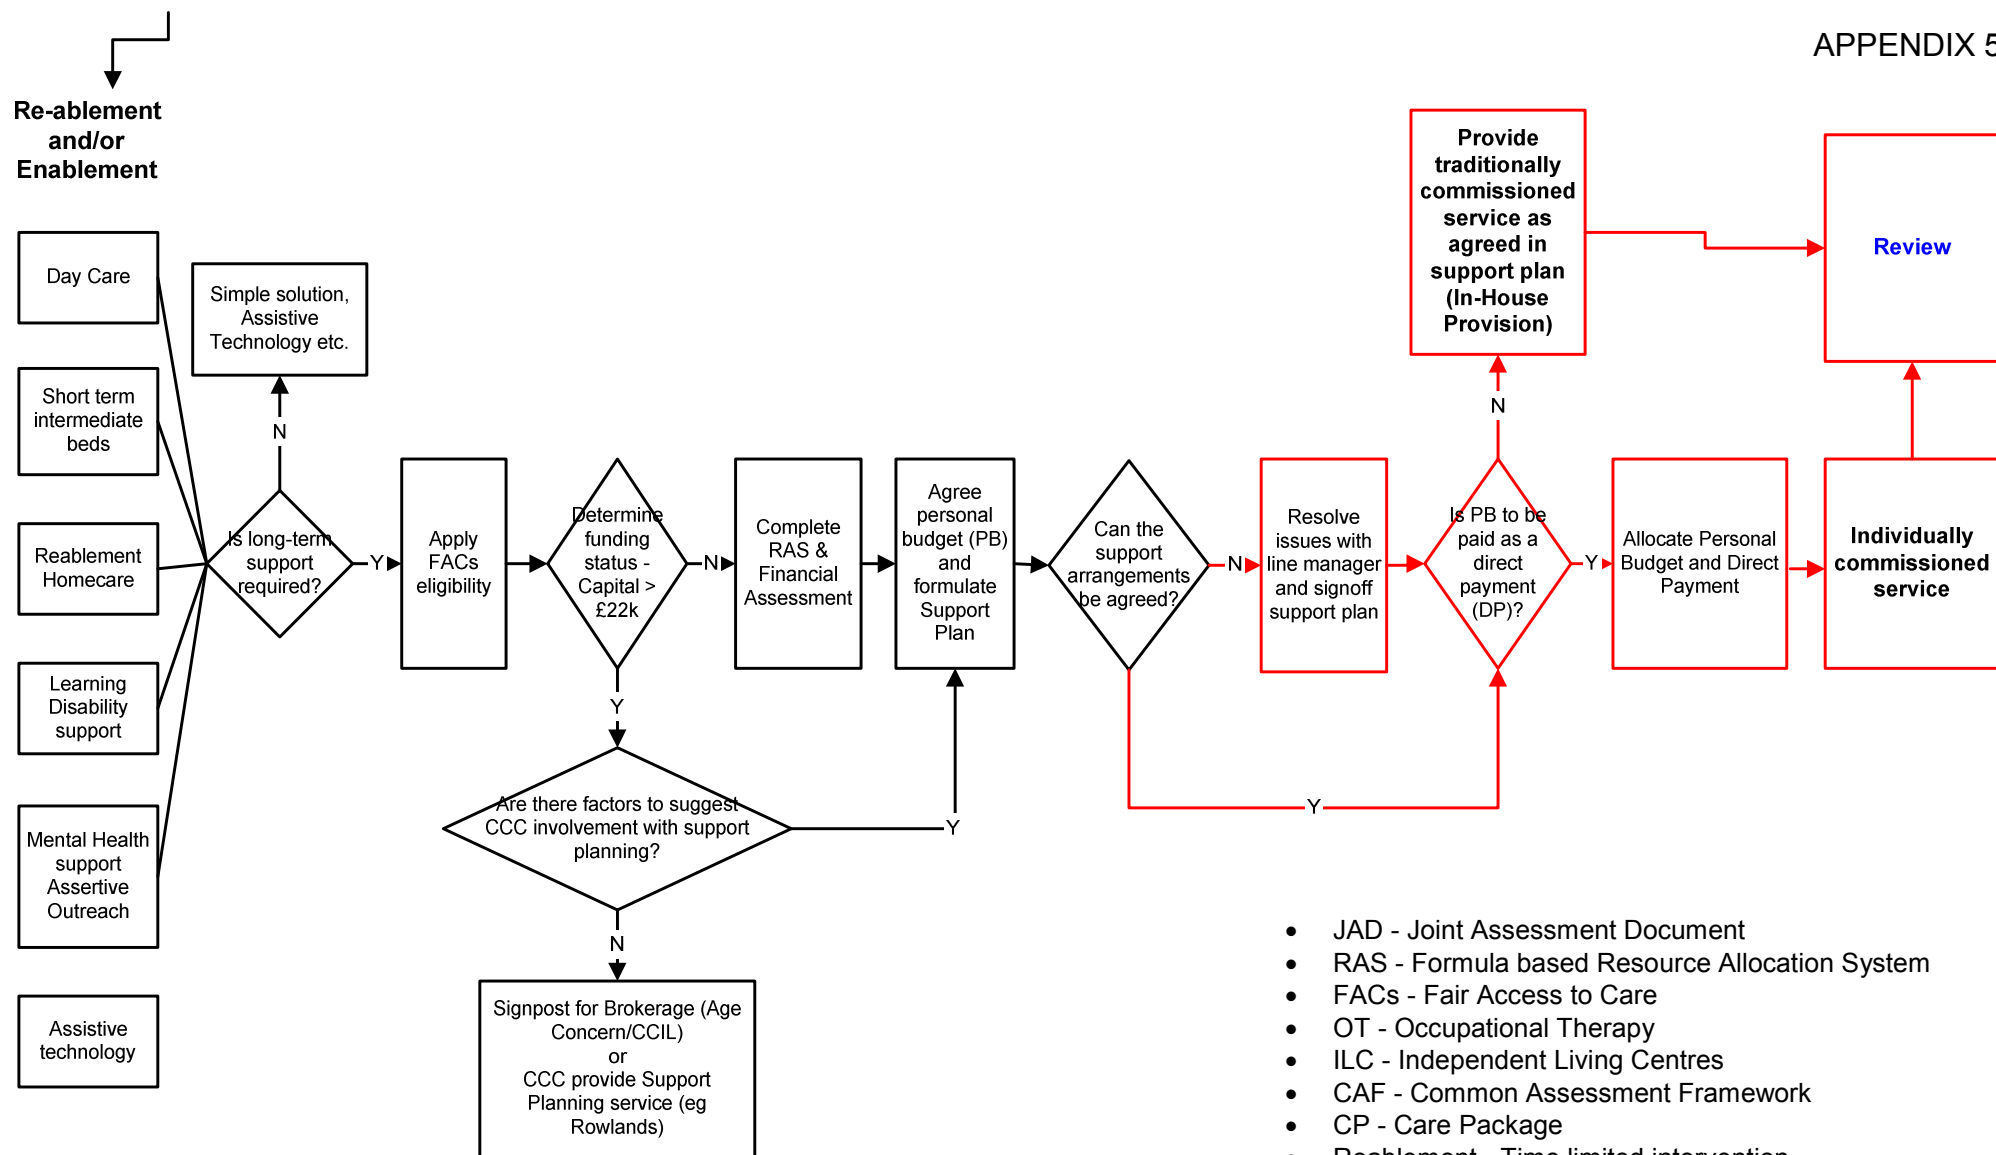 APPENDIX 5
Re-ablement
and/or
Enablement
Day Care
Short term
intermediate
beds
Reablement
Homecare
Learning
Disability
support
Mental Health
support
Assertive
Outreach
Assistive
technology
Simple solution,
Assistive
Technology etc.
N
Is long-term
support
required?
Y
Apply
FACs
eligibility
Determine
funding
status -
Capital >
£22k
N
Y
Complete
RAS &
Financial
Assessment
Agree
personal
budget (PB)
and
formulate
Support
Plan
Are there factors to suggest
CCC involvement with support
planning?
Y
N
Signpost for Brokerage (Age
Concern/CCIL)
or
CCC provide Support
Planning service (eg
Rowlands)
Can the
support
arrangements
be agreed?
N
Y
Resolve
issues with
line manager
and signoff
support plan
Is PB to be
paid as a
direct
payment
(DP)?
N
Y
Provide
traditionally
commissioned
service as
agreed in
support plan
(In-House
Provision)
Allocate Personal
Budget and Direct
Payment
Individually
commissioned
service
Review
• JAD - Joint Assessment Document
• RAS - Formula based Resource Allocation System
• FACs - Fair Access to Care
• OT - Occupational Therapy
• ILC - Independent Living Centres
• CAF - Common Assessment Framework
• CP - Care Package
• Reablement - Time limited intervention